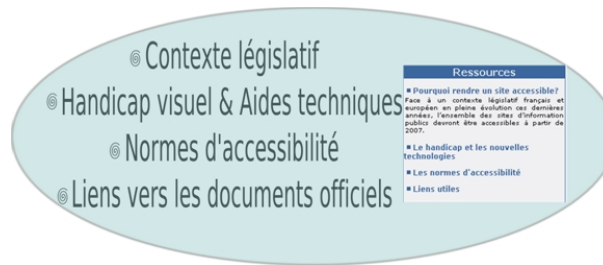 Contexte législatif
Handicap visuel & Aides techniques
Normes d'accessibilité
Liens vers les documents officiels
Ressources
Pourquoi rendre un site accessible?
Face à un contexte législatif français et
européen en pleine évolution ces dernières
années, l'ensemble des sites d'information
publics devront être accessibles à partir de
2007.
Le handicap et les nouvelles
technologies
Les normes d'accessibilité
Liens utiles